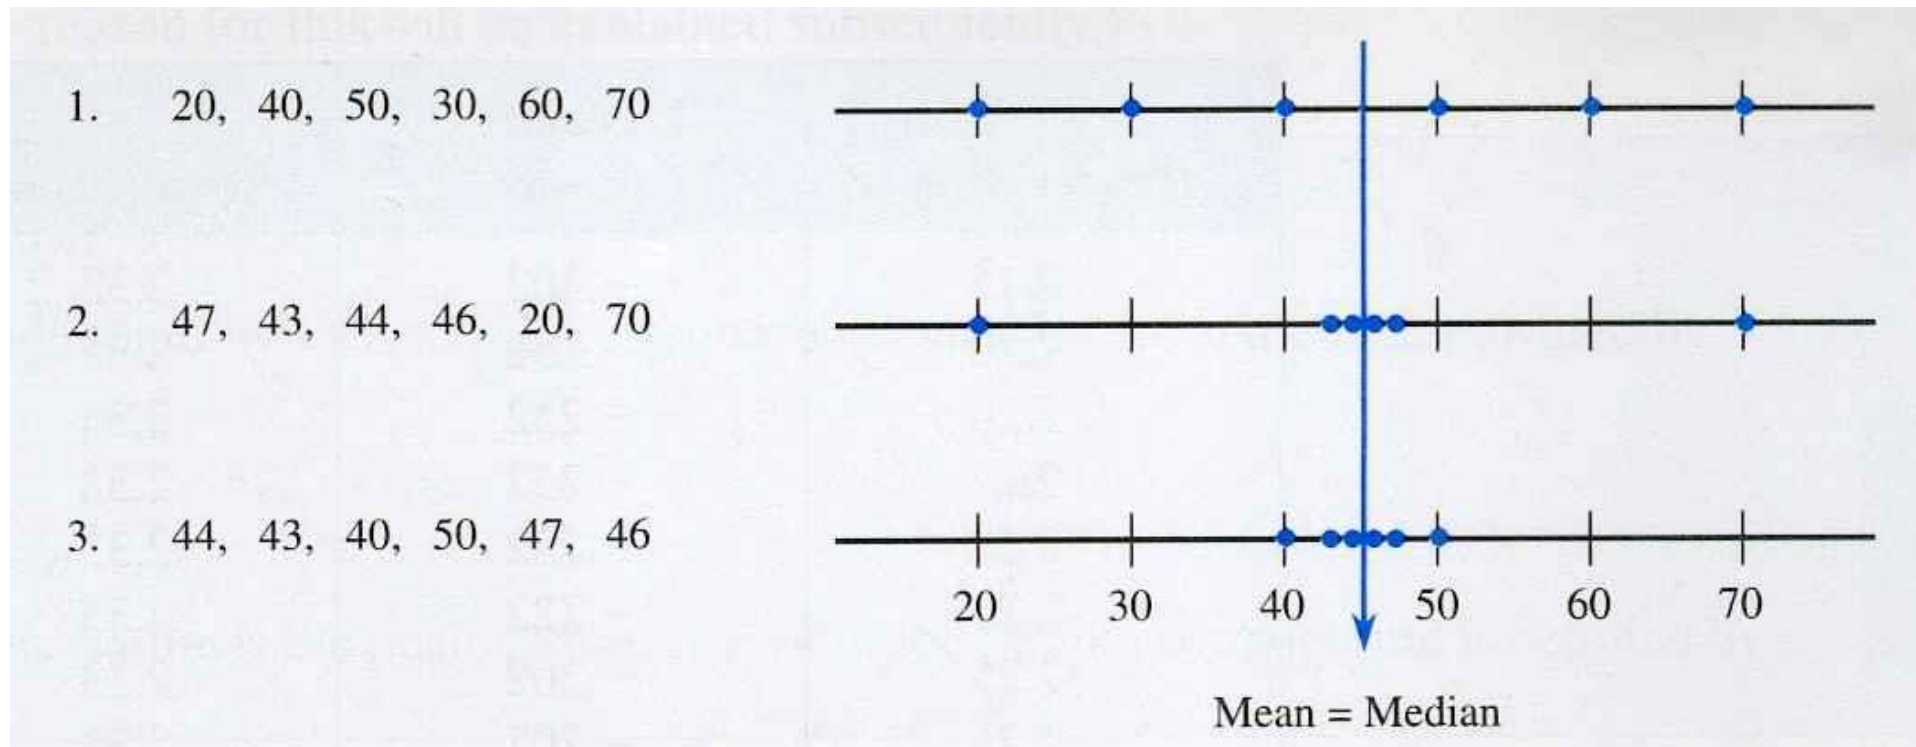 1. 20, 40, 50, 30, 60, 70
2. 47, 43, 44, 46, 20, 70
3. 44, 43, 40, 50, 47, 46
20 30 40 50 60 70
Mean = Median